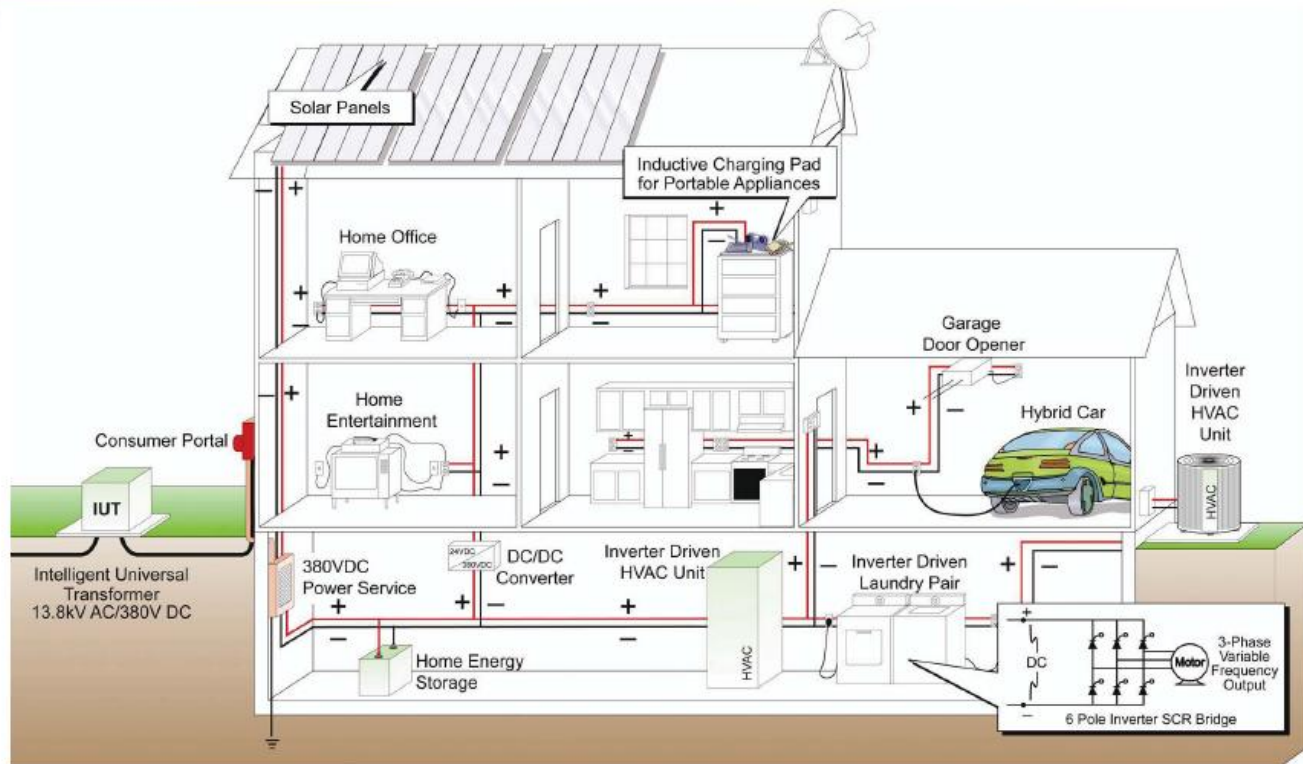 Solar Panels
Inductive Charging Pad
for Portable Appliances
Home Office
Garage
Door Opener
Inverter
Driven
HVAC
Unit
Home
Entertainment
Hybrid Car
Consumer Portal
IUT
HVAC
Intelligent Universal
Transformer
13.8kV AC/380V DC
380VDC
Power Service
24VDC
380VDC
DC/DC
Converter
Inverter Driven
HVAC Unit
Inverter Driven
Laundry Pair
Home Energy
Storage
HVAC
DC
Motor
3-Phase
Variable
Frequency
Output
6 Pole Inverter SCR Bridge